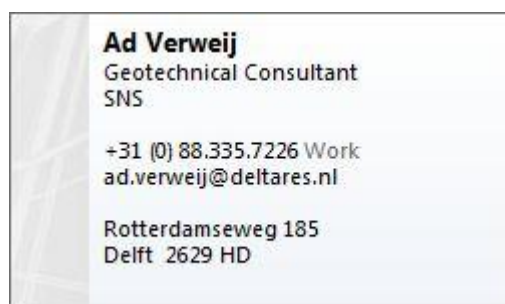 Ad Verweij
Geotechnical Consultant
SNS
+31 (0) 88.335.7226 Work
ad.verweij@deltares.nl
Rotterdamseweg 185
Delft 2629 HD